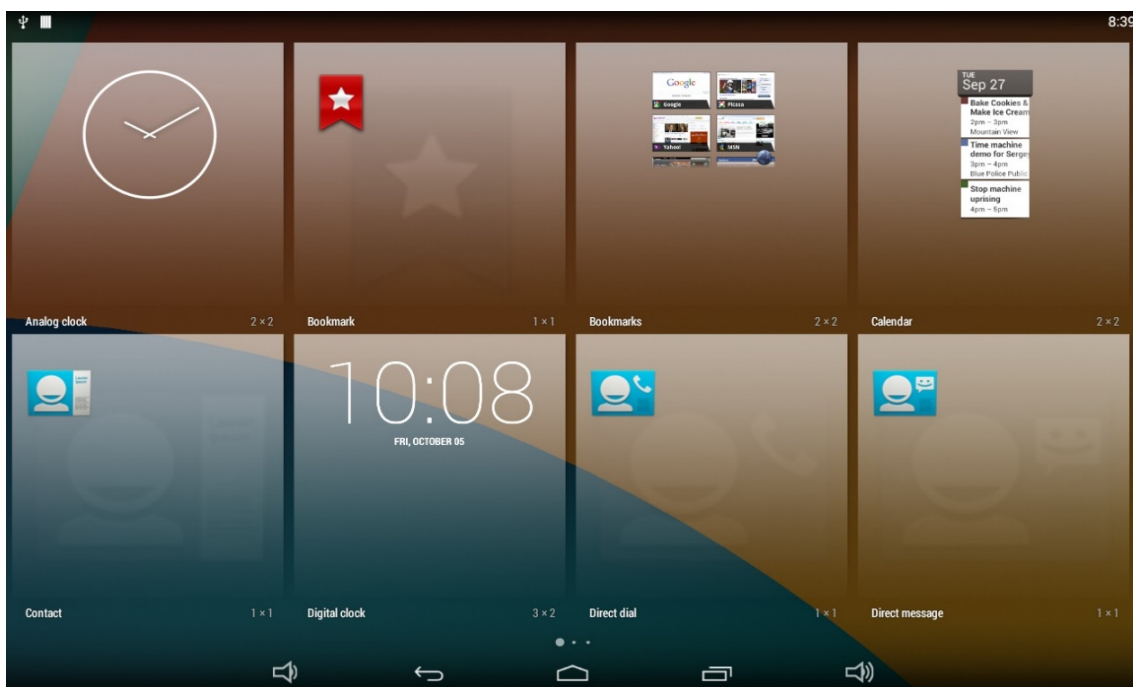 8:39
Google
Google
Picasa
Yahoo!
MSN
TUE
Sep 27
Bake Cookies &
Make Ice Cream
2pm – 3pm
Mountain View
Time machine
demo for Sergey
3pm – 4pm
Blue Police Public
Stop machine
uprising
4pm – 5pm
Analog clock 2 × 2
Bookmark 1 × 1
Bookmarks 2 × 2
Calendar 2 × 2
10:08
FRI, OCTOBER 05
Contact 1 × 1
Digital clock 3 × 2
Direct dial 1 × 1
Direct message 1 × 1